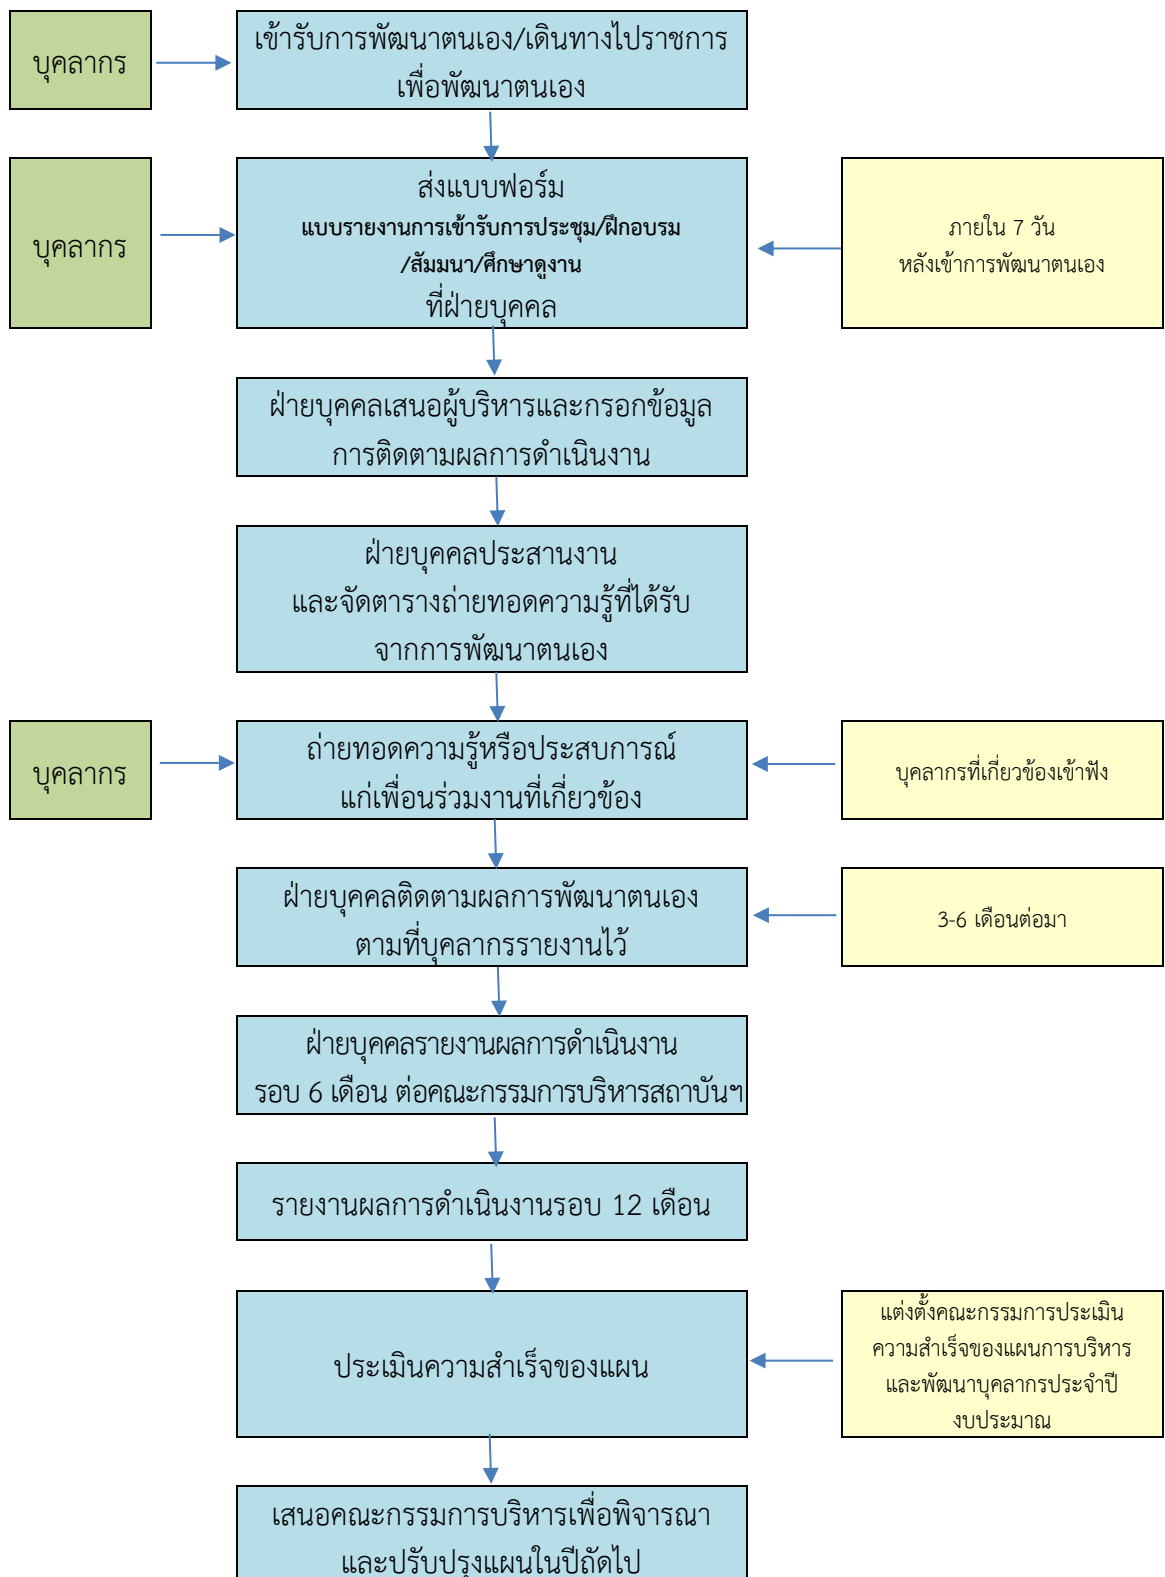 บุคลากร
เข้ารับการพัฒนาตนเอง/เดินทางไปราชการ
เพื่อพัฒนาตนเอง
บุคลากร
ส่งแบบฟอร์ม
แบบรายงานการเข้ารับการประชุม/ฝึกอบรม
/สัมมนา/ศึกษาดูงาน
ที่ฝ่ายบุคคล
ภายใน 7 วัน
หลังเข้าการพัฒนาตนเอง
ฝ่ายบุคคลเสนอผู้บริหารและกรอกข้อมูล
การติดตามผลการดำเนินงาน
ฝ่ายบุคคลประสานงาน
และจัดตารางถ่ายทอดความรู้ที่ได้รับ
จากการพัฒนาตนเอง
บุคลากร
ถ่ายทอดความรู้หรือประสบการณ์
แก่เพื่อนร่วมงานที่เกี่ยวข้อง
บุคลากรที่เกี่ยวข้องเข้าฟัง
ฝ่ายบุคคลติดตามผลการพัฒนาตนเอง
ตามที่บุคลากรรายงานไว้
3-6 เดือนต่อมา
ฝ่ายบุคคลรายงานผลการดำเนินงาน
รอบ 6 เดือน ต่อคณะกรรมการบริหารสถาบันฯ
รายงานผลการดำเนินงานรอบ 12 เดือน
ประเมินความสำเร็จของแผน
แต่งตั้งคณะกรรมการประเมิน
ความสำเร็จของแผนการบริหาร
และพัฒนาบุคลากรประจำปี
งบประมาณ
เสนอคณะกรรมการบริหารเพื่อพิจารณา
และปรับปรุงแผนในปีถัดไป